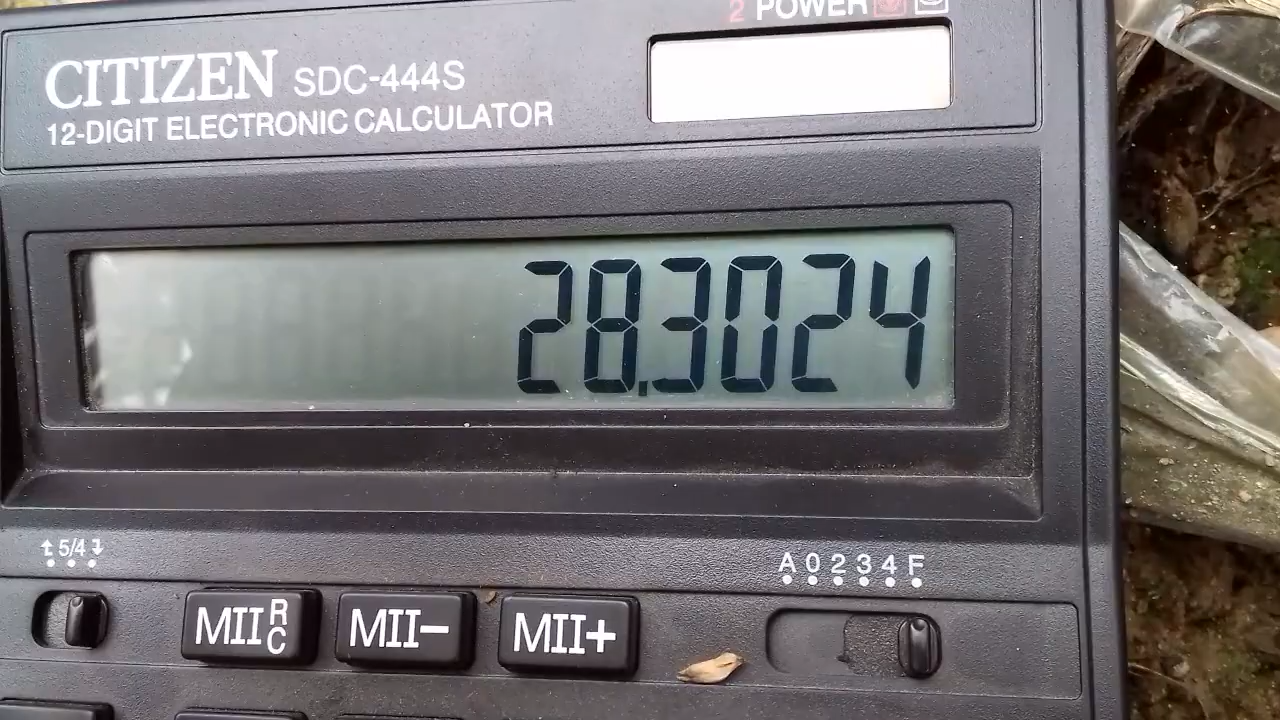 2 POWER
CITIZEN SDC-444S
12-DIGIT ELECTRONIC CALCULATOR
28.3024
↑ 5/4 ↓
A 0 2 3 4 F
MII R C
MII−
MII+